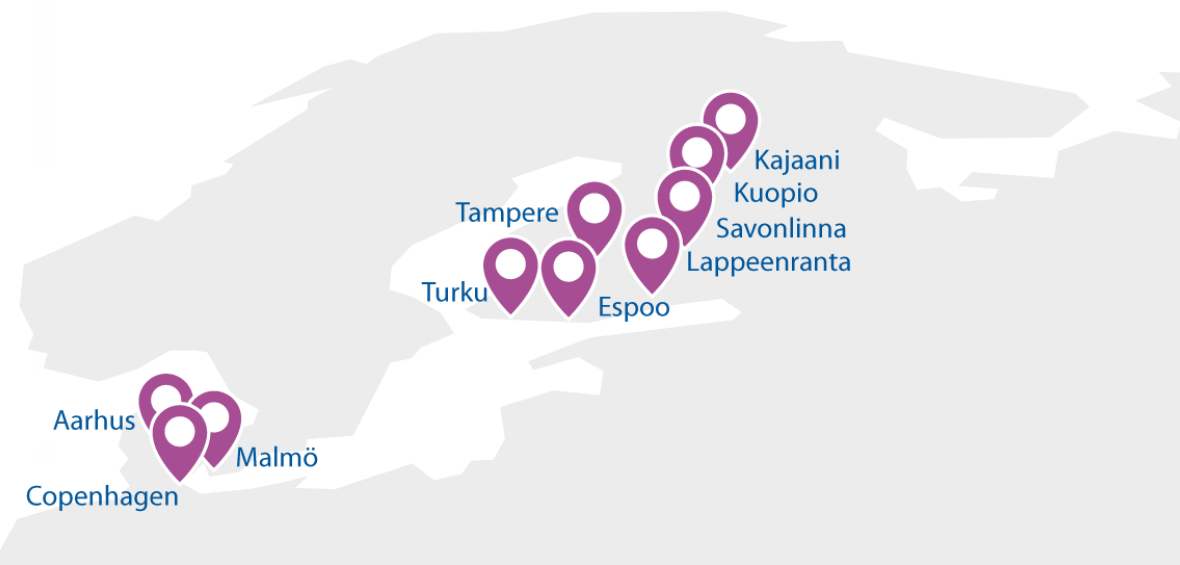 Kajaani
Kuopio
Tampere
Savonlinna
Lappeenranta
Turku
Espoo
Aarhus
Malmö
Copenhagen